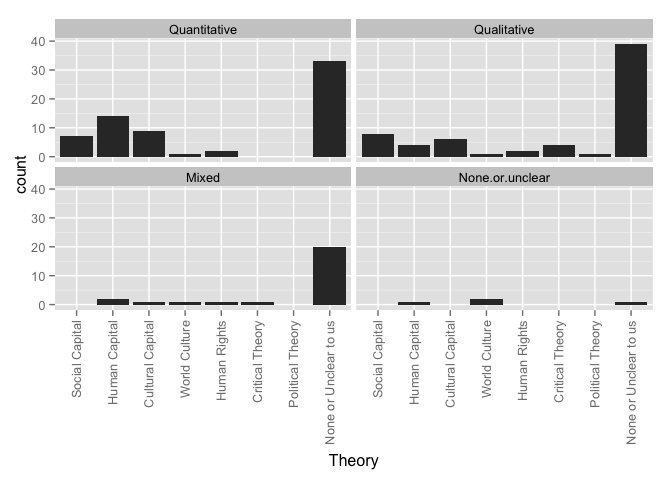 Quantitative
Qualitative
40
30
20
10
0
count
Mixed
None.or.unclear
40
30
20
10
0
Social Capital
Human Capital
Cultural Capital
World Culture
Human Rights
Critical Theory
Political Theory
None or Unclear to us
Social Capital
Human Capital
Cultural Capital
World Culture
Human Rights
Critical Theory
Political Theory
None or Unclear to us
Theory